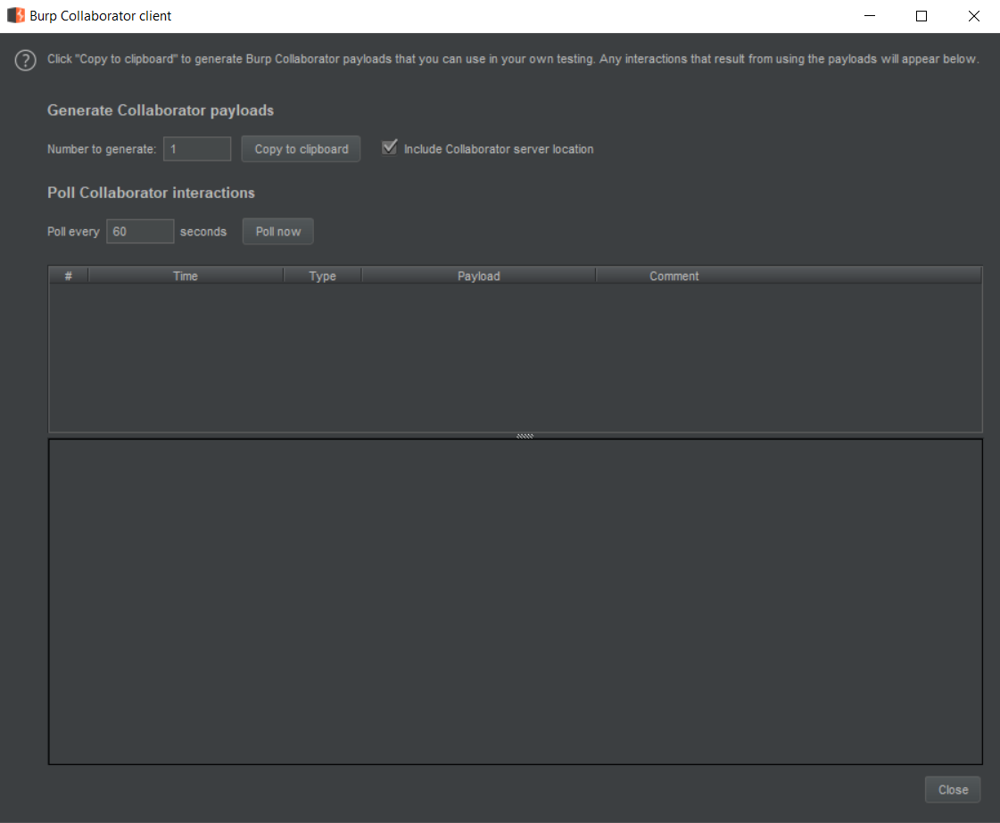 Burp Collaborator client
Click "Copy to clipboard" to generate Burp Collaborator payloads that you can use in your own testing. Any interactions that result from using the payloads will appear below.
Generate Collaborator payloads
Number to generate: 1 Copy to clipboard Include Collaborator server location
Poll Collaborator interactions
Poll every 60 seconds Poll now
# Time Type Payload Comment
Close